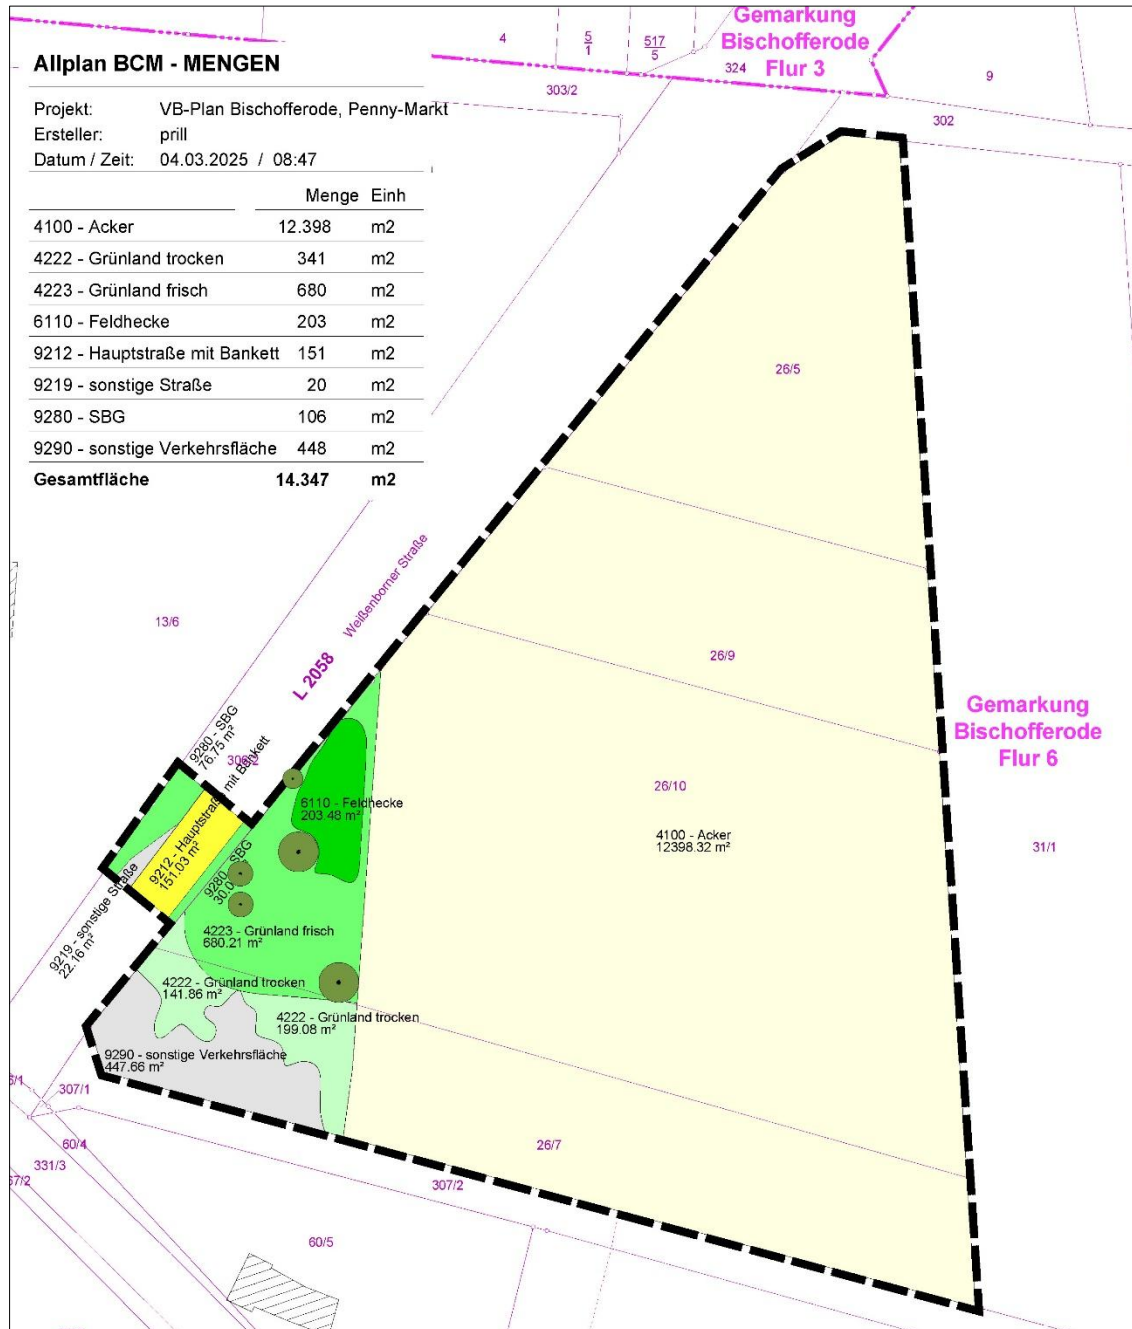 Allplan BCM - MENGEN
Projekt: VB-Plan Bischofferode, Penny-Markt
Ersteller: prill
Datum / Zeit: 04.03.2025 / 08:47
Menge Einh
4100 - Acker 12.398 m2
4222 - Grünland trocken 341 m2
4223 - Grünland frisch 680 m2
6110 - Feldhecke 203 m2
9212 - Hauptstraße mit Bankett 151 m2
9219 - sonstige Straße 20 m2
9280 - SBG 106 m2
9290 - sonstige Verkehrsfläche 448 m2
Gesamtfläche 14.347 m2
Gemarkung
Bischofferode
Flur 3
4
5
1
517
5
324
9
303/2
302
26/5
13/6
Weißenborner Straße
L 2058
26/9
Gemarkung
Bischofferode
Flur 6
26/10
4100 - Acker
12398.32 m²
31/1
9280 - SBG
76.75 m²
9212 - Hauptstraße mit Bankett
151.03 m²
6110 - Feldhecke
203.48 m²
9280 - SBG
30.0
9219 - sonstige Straße
22.16 m²
4223 - Grünland frisch
680.21 m²
4222 - Grünland trocken
141.86 m²
4222 - Grünland trocken
199.08 m²
9290 - sonstige Verkehrsfläche
447.66 m²
307/1
60/4
331/3
26/7
307/2
60/5